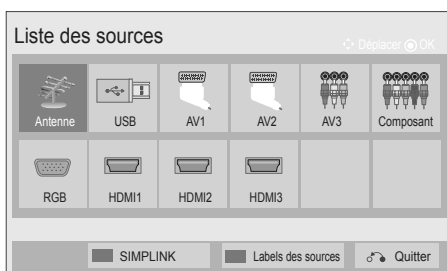 Liste des sources
Déplacer OK
Antenne USB AV1 AV2 AV3 Composant
RGB HDMI1 HDMI2 HDMI3
SIMPLINK Labels des sources Quitter